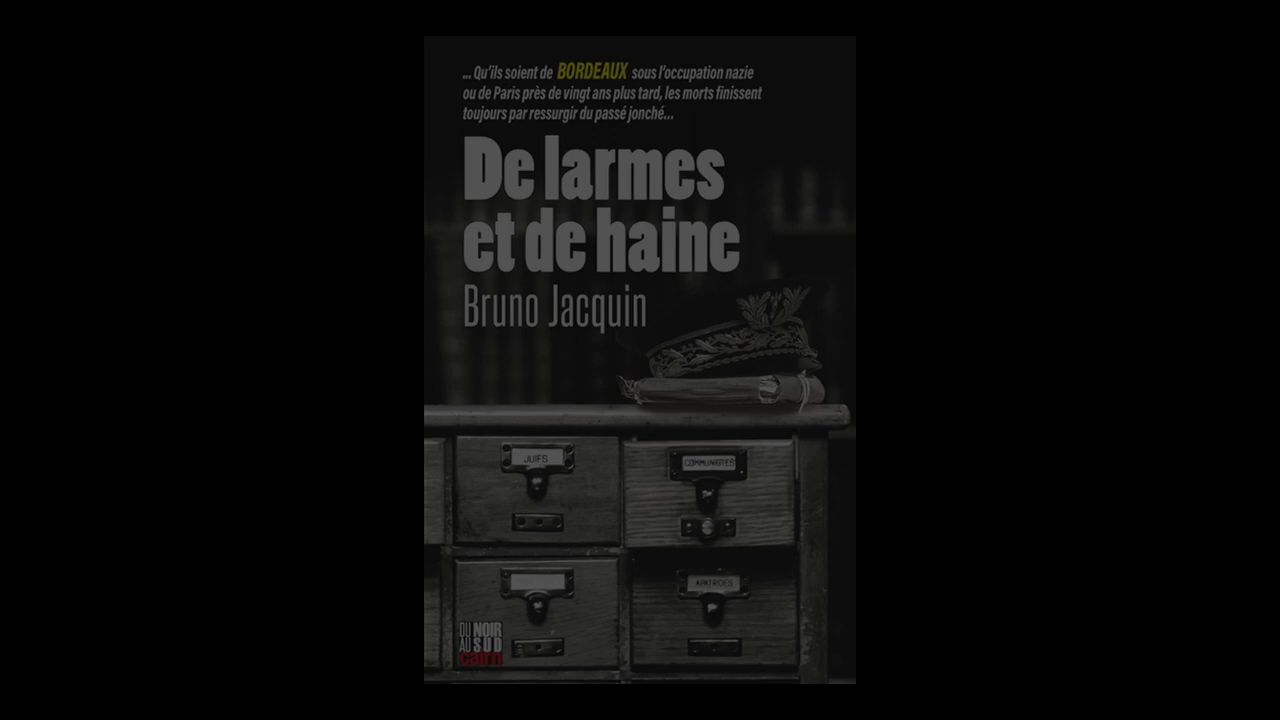 ... Qu'ils soient de BORDEAUX sous l'occupation nazie
ou de Paris près de vingt ans plus tard, les morts finissent
toujours par ressurgir du passé jonché...
De larmes
et de haine
Bruno Jacquin
JUIFS
COMMUNISTES
APATRIDES
DU NOIR
AU SUD
cairn